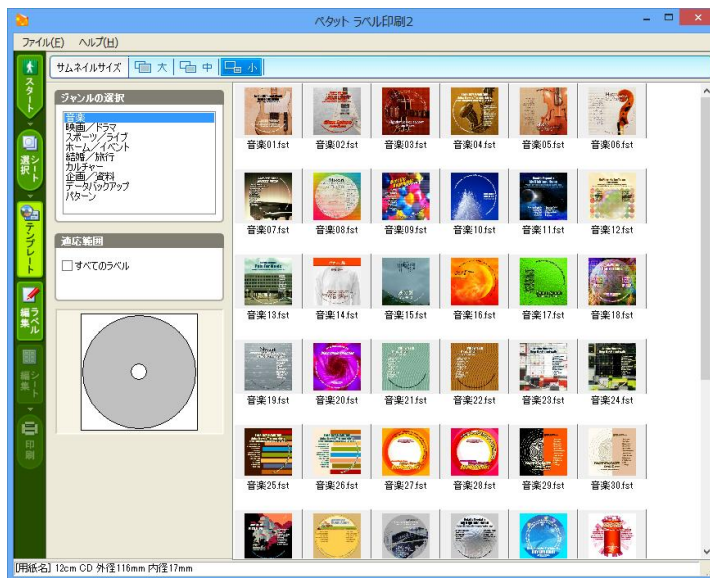 ペタット ラベル印刷2
ファイル(E) ヘルプ(H)
サムネイルサイズ 大 中 小
スタート
シート選択
テンプレート
ラベル編集
シート編集
印刷
ジャンルの選択
音楽
映画／ドラマ
スポーツ／ライブ
ホーム／イベント
結婚／旅行
カルチャー
企画／資料
データバックアップ
パターン
適応範囲
すべてのラベル
音楽01.fst 音楽02.fst 音楽03.fst 音楽04.fst 音楽05.fst 音楽06.fst
音楽07.fst 音楽08.fst 音楽09.fst 音楽10.fst 音楽11.fst 音楽12.fst
音楽13.fst 音楽14.fst 音楽15.fst 音楽16.fst 音楽17.fst 音楽18.fst
音楽19.fst 音楽20.fst 音楽21.fst 音楽22.fst 音楽23.fst 音楽24.fst
音楽25.fst 音楽26.fst 音楽27.fst 音楽28.fst 音楽29.fst 音楽30.fst
[用紙名] 12cm CD 外径116mm 内径17mm